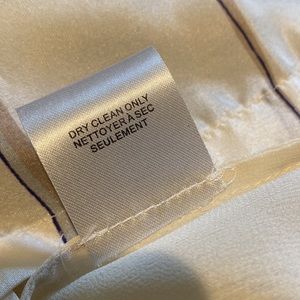 DRY CLEAN ONLY
NETTOYER À SEC
SEULEMENT